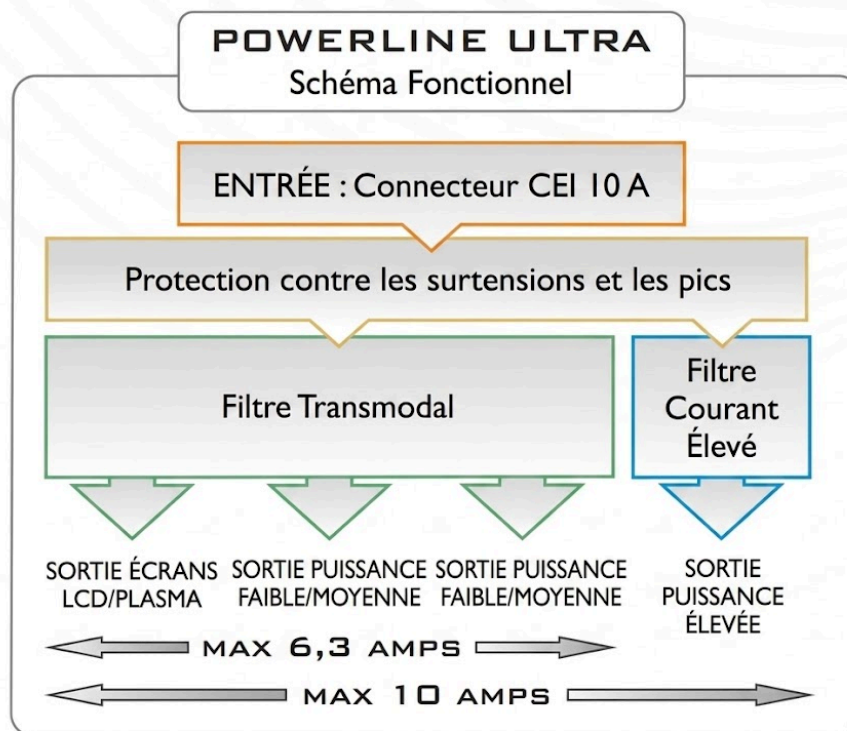 POWERLINE ULTRA
Schéma Fonctionnel
ENTRÉE : Connecteur CEI 10 A
Protection contre les surtensions et les pics
Filtre Transmodal
Filtre
Courant
Élevé
SORTIE ÉCRANS
LCD/PLASMA
SORTIE PUISSANCE
FAIBLE/MOYENNE
SORTIE PUISSANCE
FAIBLE/MOYENNE
SORTIE
PUISSANCE
ÉLEVÉE
MAX 6,3 AMPS
MAX 10 AMPS